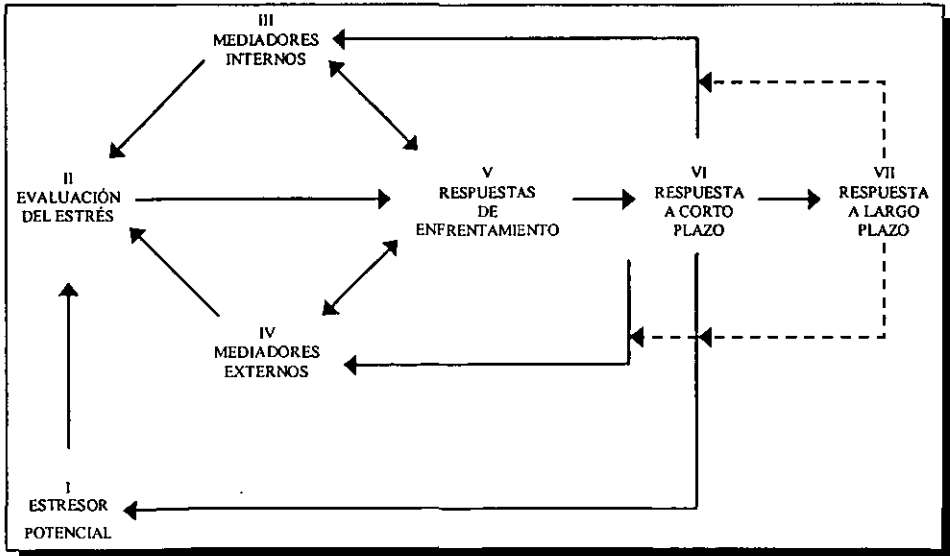 III
MEDIADORES
INTERNOS
II
EVALUACIÓN
DEL ESTRÉS
V
RESPUESTAS
DE
ENFRENTAMIENTO
VI
RESPUESTA
A CORTO
PLAZO
VII
RESPUESTA
A LARGO
PLAZO
IV
MEDIADORES
EXTERNOS
I
ESTRESOR
POTENCIAL